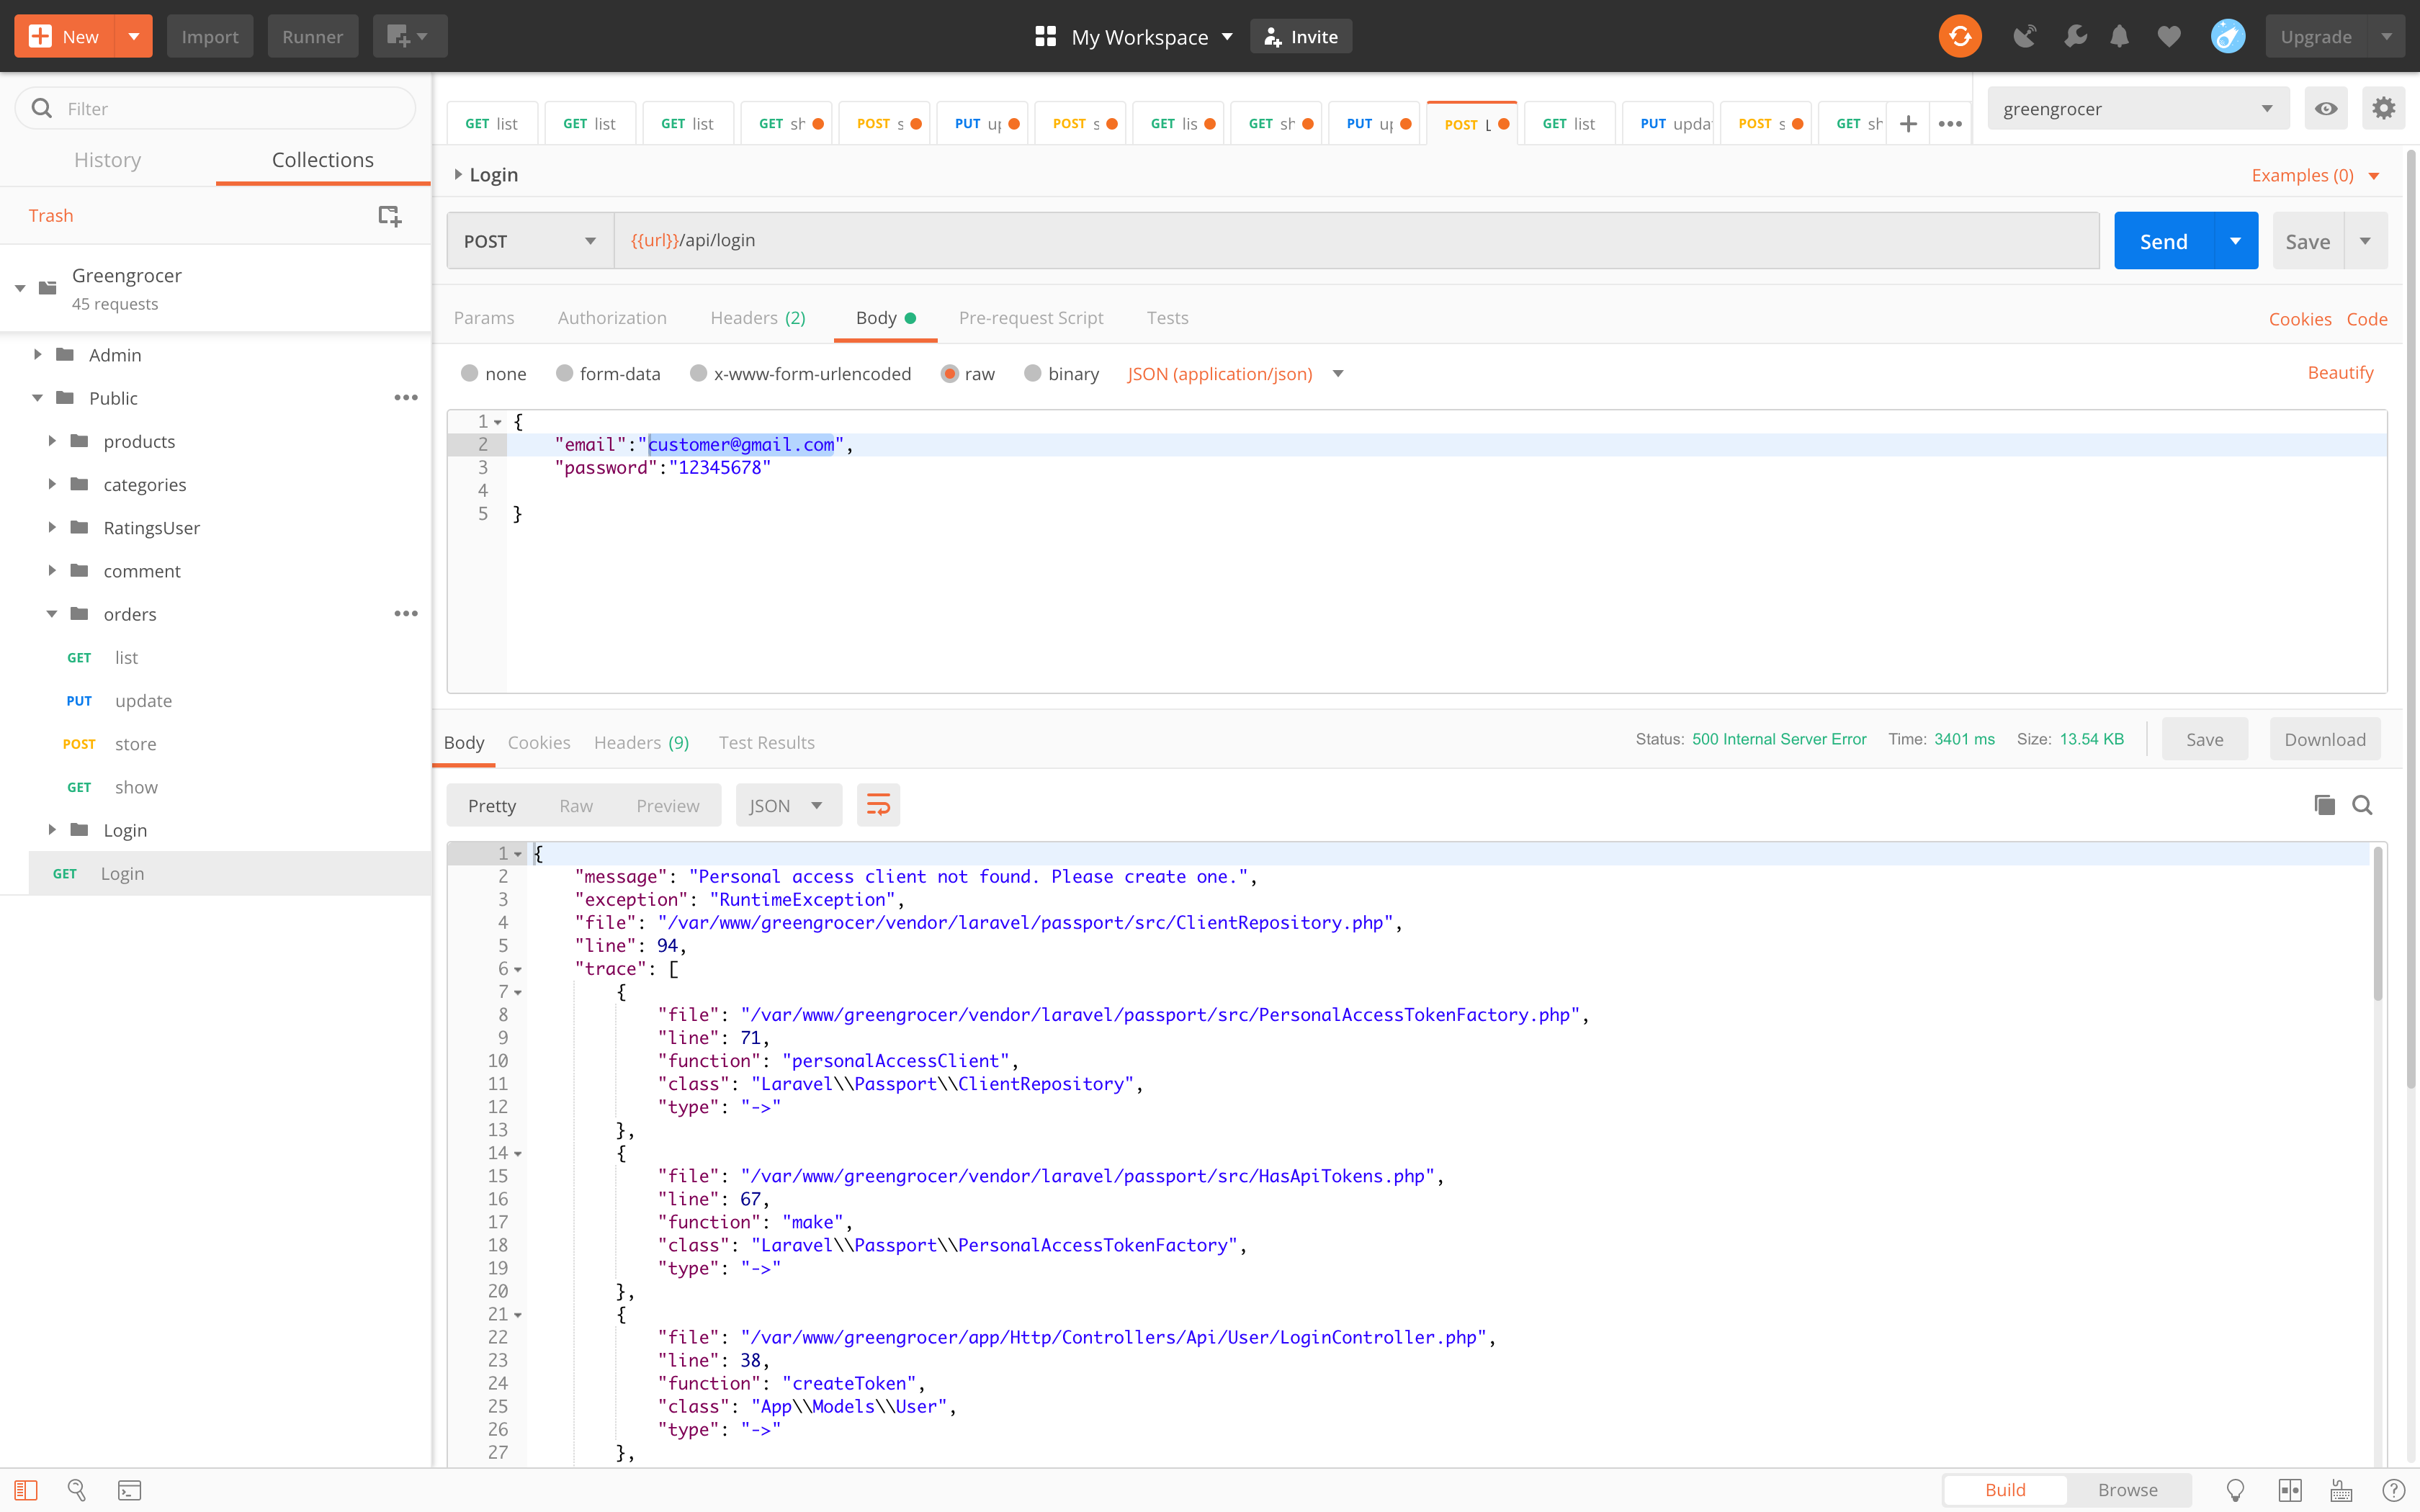 New
Import
Runner
My Workspace
Invite
Upgrade
Filter
History
Collections
Trash
Greengrocer
45 requests
Admin
Public
products
categories
RatingsUser
comment
orders
GET list
PUT update
POST store
GET show
Login
GET Login
GET list
GET list
GET list
GET sh
POST s
PUT up
POST s
GET lis
GET sh
PUT up
POST L
GET list
PUT upda
POST s
GET sh
greengrocer
Login
Examples (0)
POST
{{url}}/api/login
Send
Save
Params
Authorization
Headers (2)
Body
Pre-request Script
Tests
Cookies
Code
none
form-data
x-www-form-urlencoded
raw
binary
JSON (application/json)
Beautify
1 {
2 "email":"customer@gmail.com",
3 "password":"12345678"
4
5 }
Body
Cookies
Headers (9)
Test Results
Status: 500 Internal Server Error
Time: 3401 ms
Size: 13.54 KB
Save
Download
Pretty
Raw
Preview
JSON
1 {
2 "message": "Personal access client not found. Please create one.",
3 "exception": "RuntimeException",
4 "file": "/var/www/greengrocer/vendor/laravel/passport/src/ClientRepository.php",
5 "line": 94,
6 "trace": [
7 {
8 "file": "/var/www/greengrocer/vendor/laravel/passport/src/PersonalAccessTokenFactory.php",
9 "line": 71,
10 "function": "personalAccessClient",
11 "class": "Laravel\\Passport\\ClientRepository",
12 "type": "->"
13 },
14 {
15 "file": "/var/www/greengrocer/vendor/laravel/passport/src/HasApiTokens.php",
16 "line": 67,
17 "function": "make",
18 "class": "Laravel\\Passport\\PersonalAccessTokenFactory",
19 "type": "->"
20 },
21 {
22 "file": "/var/www/greengrocer/app/Http/Controllers/Api/User/LoginController.php",
23 "line": 38,
24 "function": "createToken",
25 "class": "App\\Models\\User",
26 "type": "->"
27 },
Build
Browse